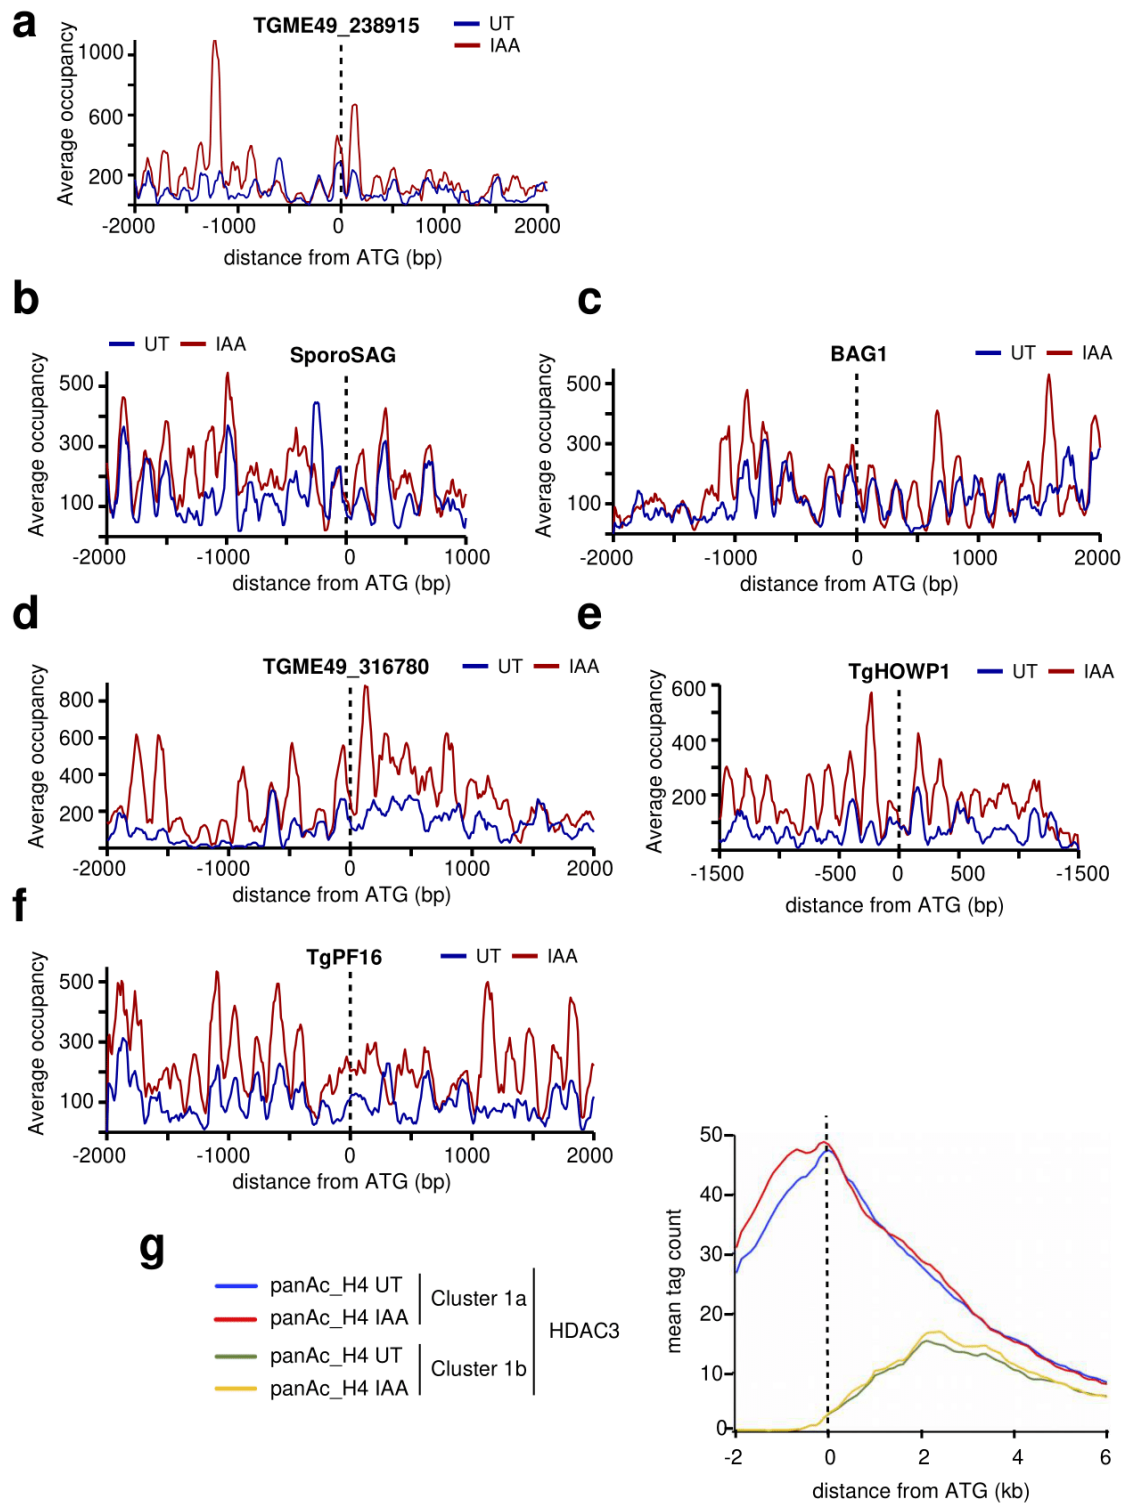 a
TGME49_238915
UT
IAA
Average occupancy
1000
600
200
-2000 -1000 0 1000 2000
distance from ATG (bp)
b
UT IAA
SporoSAG
Average occupancy
500
300
100
-2000 -1000 0 1000
distance from ATG (bp)
c
BAG1
UT IAA
Average occupancy
500
300
100
-2000 -1000 0 1000 2000
distance from ATG (bp)
d
TGME49_316780
UT IAA
Average occupancy
800
600
400
200
-2000 -1000 0 1000 2000
distance from ATG (bp)
e
TgHOWP1
UT IAA
Average occupancy
600
400
200
-1500 -500 0 500 -1500
distance from ATG (bp)
f
TgPF16
UT IAA
Average occupancy
500
300
100
-2000 -1000 0 1000 2000
distance from ATG (bp)
g
panAc_H4 UT
panAc_H4 IAA
Cluster 1a
panAc_H4 UT
panAc_H4 IAA
Cluster 1b
HDAC3
mean tag count
50
40
30
20
10
0
-2 0 2 4 6
distance from ATG (kb)